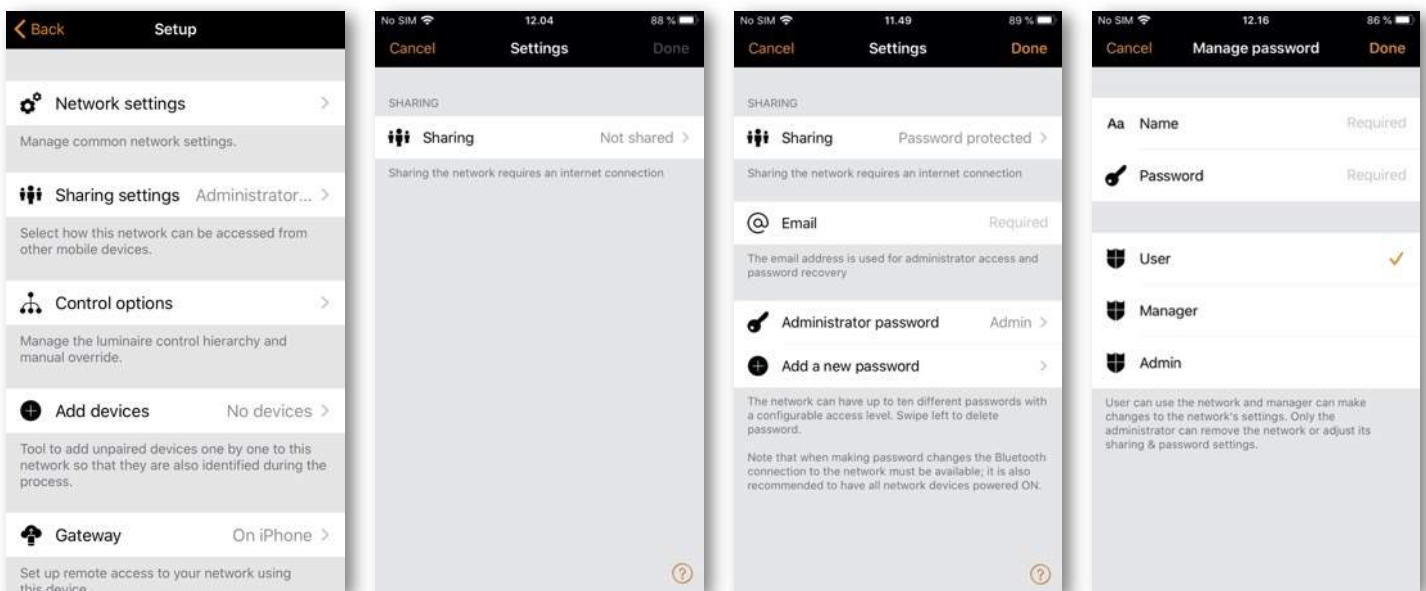 Back
Setup
Network settings
Manage common network settings.
Sharing settings Administrator...
Select how this network can be accessed from
other mobile devices.
Control options
Manage the luminaire control hierarchy and
manual override.
Add devices No devices
Tool to add unpaired devices one by one to this
network so that they are also identified during the
process.
Gateway On iPhone
Set up remote access to your network using
this device
No SIM 12.04 88 %
Cancel Settings Done
SHARING
Sharing Not shared
Sharing the network requires an internet connection
?
No SIM 11.49 89 %
Cancel Settings Done
SHARING
Sharing Password protected
Sharing the network requires an internet connection
@ Email Required
The email address is used for administrator access and
password recovery
Administrator password Admin
Add a new password
The network can have up to ten different passwords with
a configurable access level. Swipe left to delete
password.
Note that when making password changes the Bluetooth
connection to the network must be available; it is also
recommended to have all network devices powered ON.
?
No SIM 12.16 86 %
Cancel Manage password Done
Aa Name Required
Password Required
User
Manager
Admin
User can use the network and manager can make
changes to the network's settings. Only the
administrator can remove the network or adjust its
sharing & password settings.